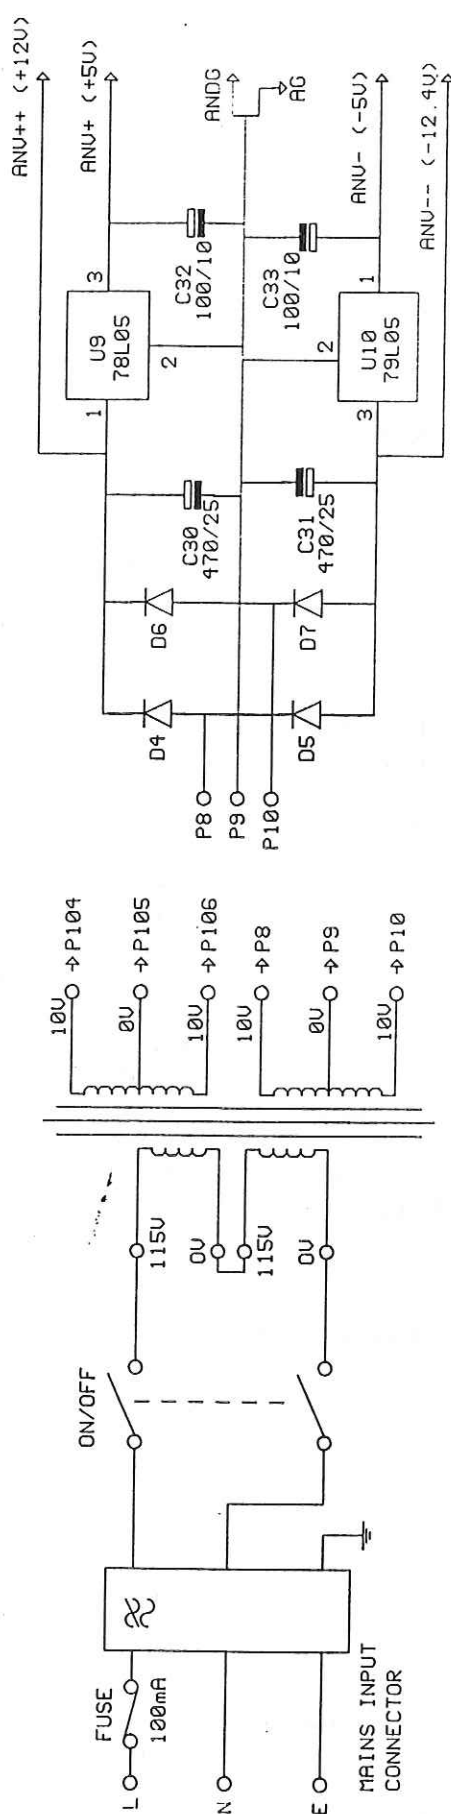 L
N
E
FUSE
100mA
MAINS INPUT
CONNECTOR
ON/OFF
115V
0V
115V
0V
10V
P104
0V
P105
10V
P106
10V
P8
0V
P9
10V
P10
P8
P9
P10
D4
D6
D5
D7
C30
470/25
C31
470/25
1
U9
78L05
3
2
C32
100/10
C33
100/10
2
3
U10
79L05
1
ANV++ (+12V)
ANV+ (+5V)
ANDG
AG
ANV- (-5V)
ANV-- (-12.4V)